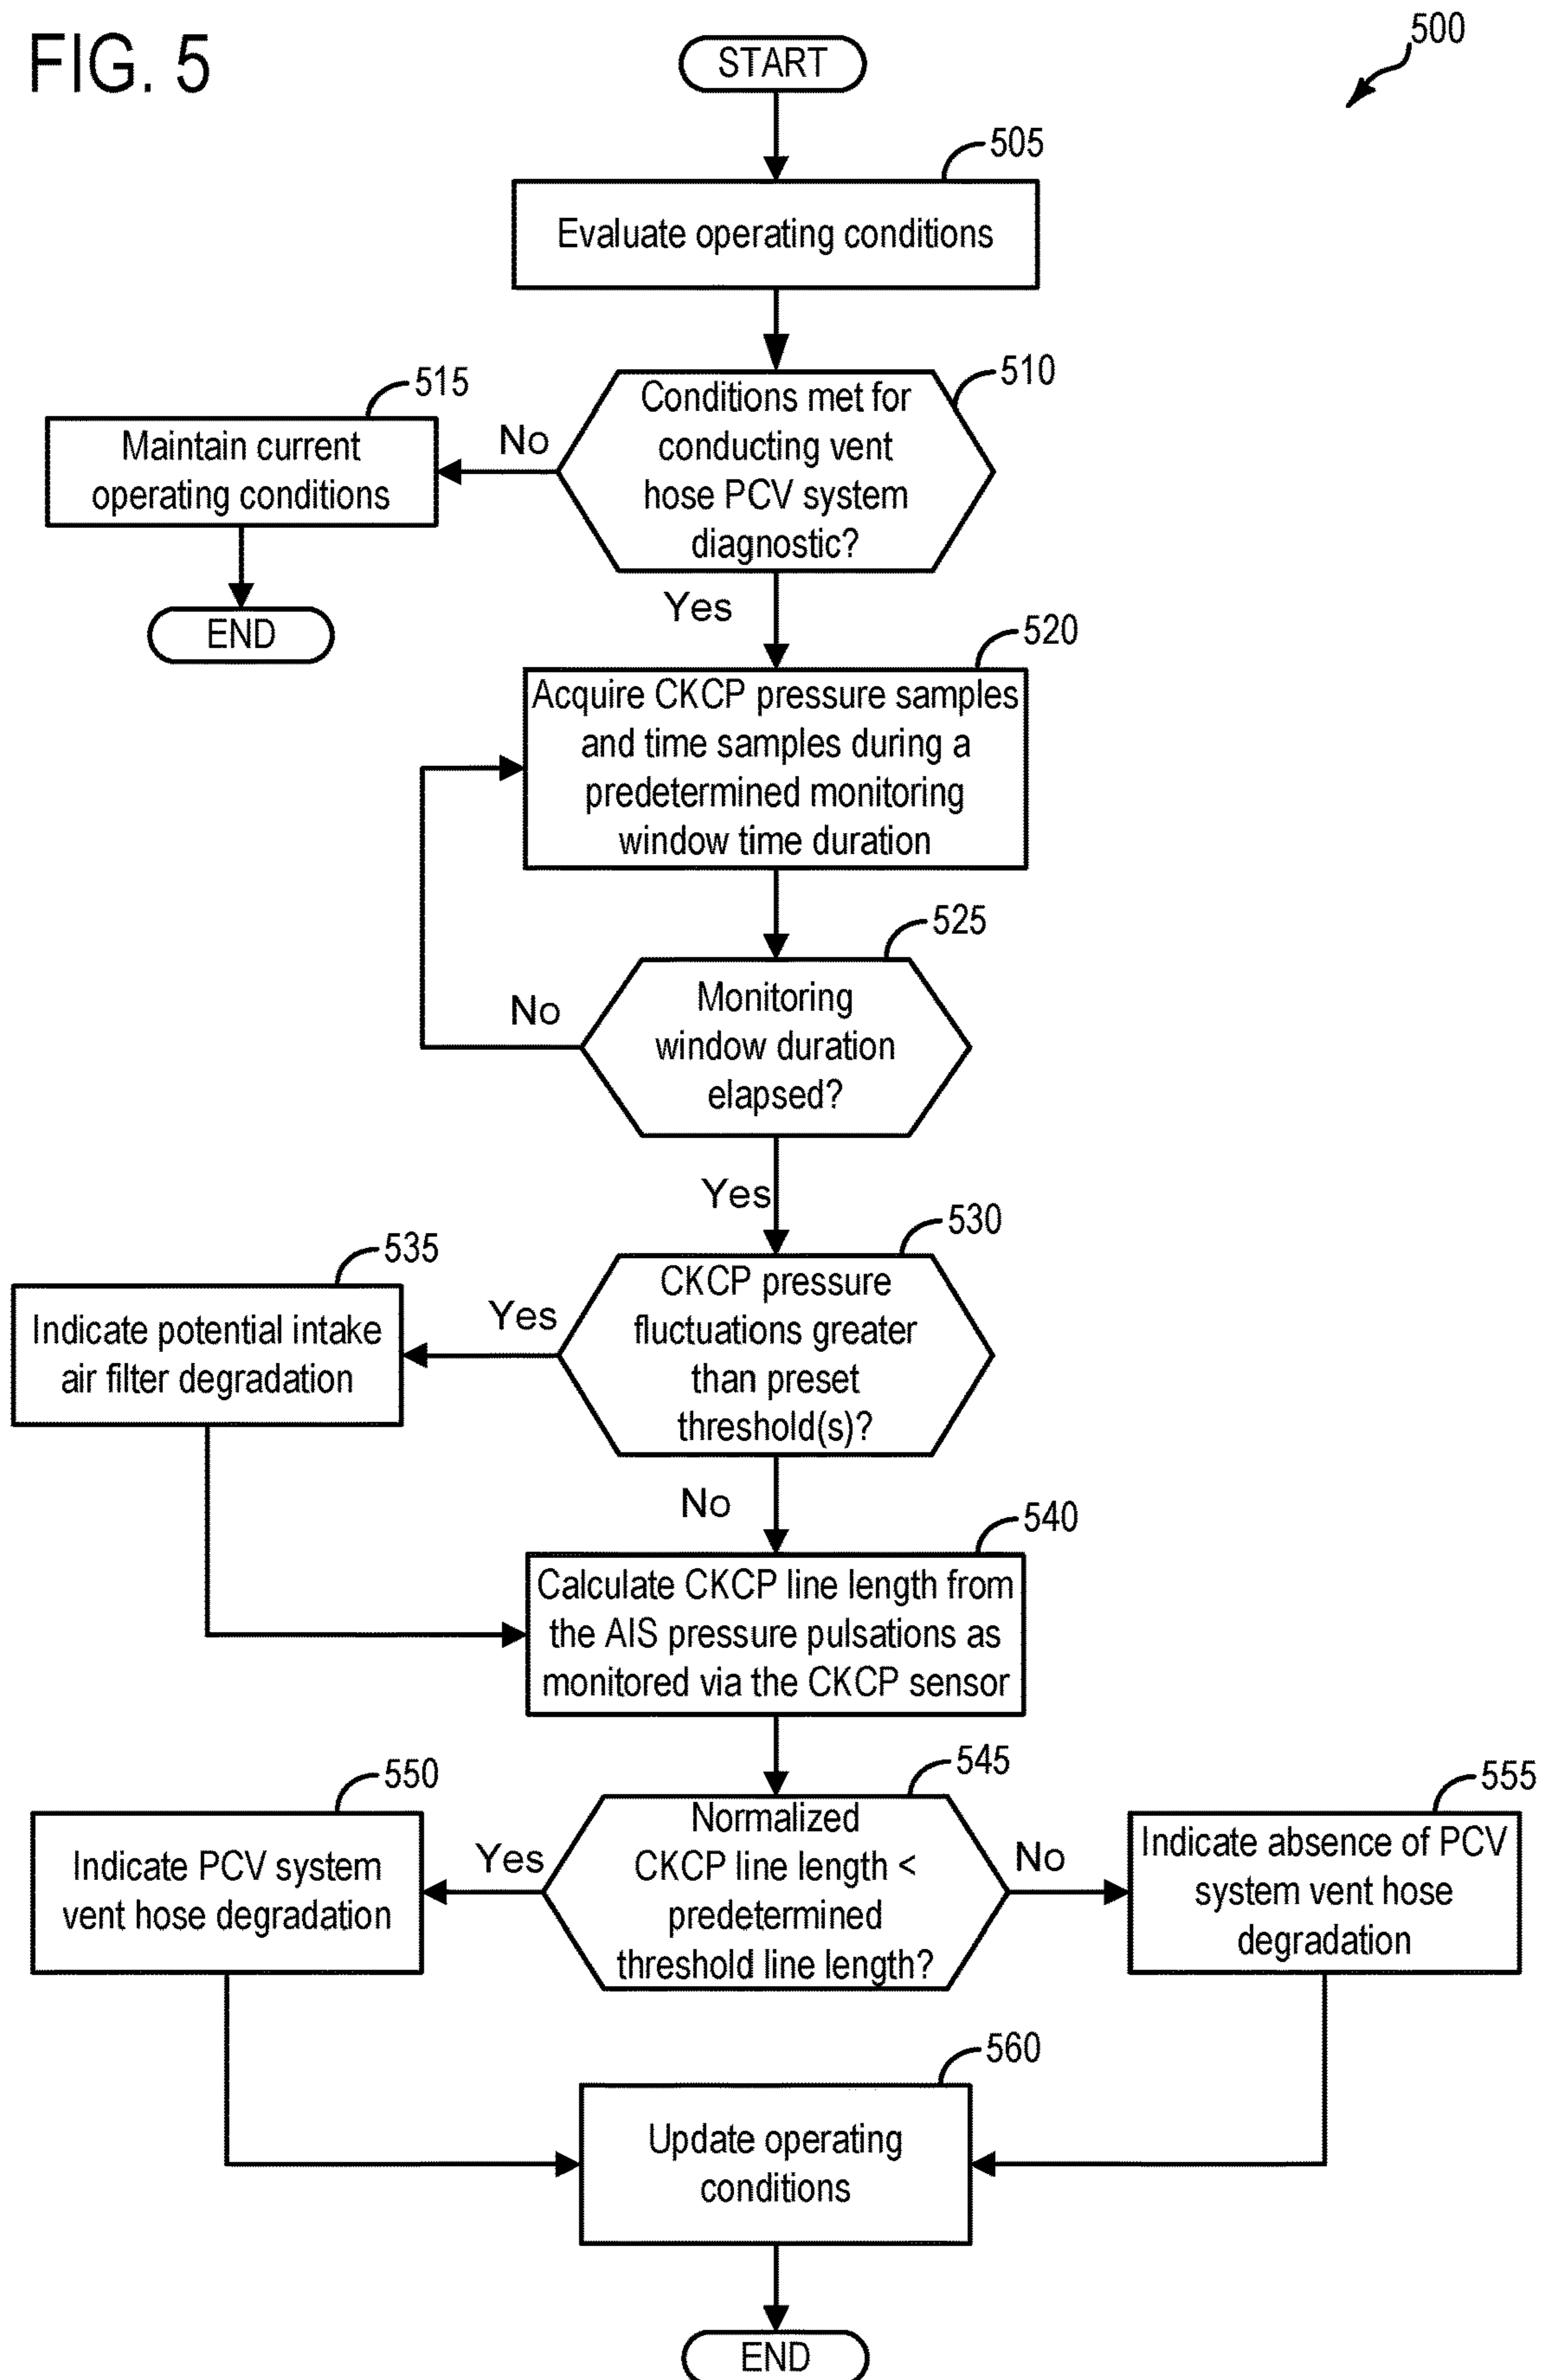 FIG. 5
500
START
505
Evaluate operating conditions
510
Conditions met for
conducting vent
hose PCV system
diagnostic?
No
515
Maintain current
operating conditions
END
Yes
520
Acquire CKCP pressure samples
and time samples during a
predetermined monitoring
window time duration
525
Monitoring
window duration
elapsed?
No
Yes
530
CKCP pressure
fluctuations greater
than preset
threshold(s)?
Yes
535
Indicate potential intake
air filter degradation
No
540
Calculate CKCP line length from
the AIS pressure pulsations as
monitored via the CKCP sensor
545
Normalized
CKCP line length <
predetermined
threshold line length?
Yes
550
Indicate PCV system
vent hose degradation
No
555
Indicate absence of PCV
system vent hose
degradation
560
Update operating
conditions
END